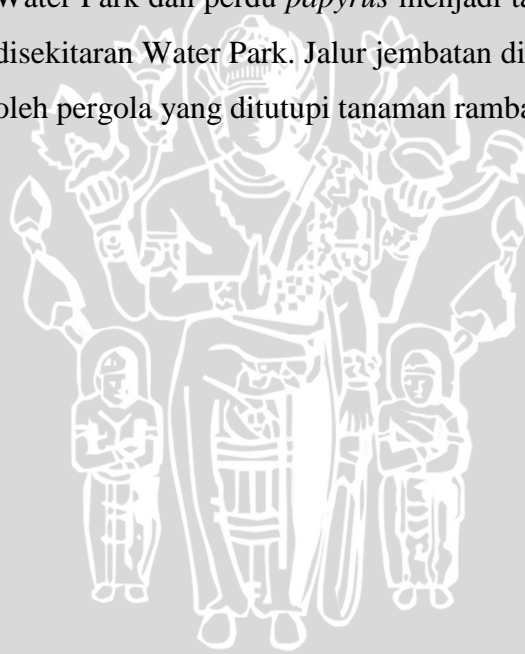 Water Park dan perdu papyrus menjadi ta
disekitaran Water Park. Jalur jembatan di
oleh pergola yang ditutupi tanaman ramba